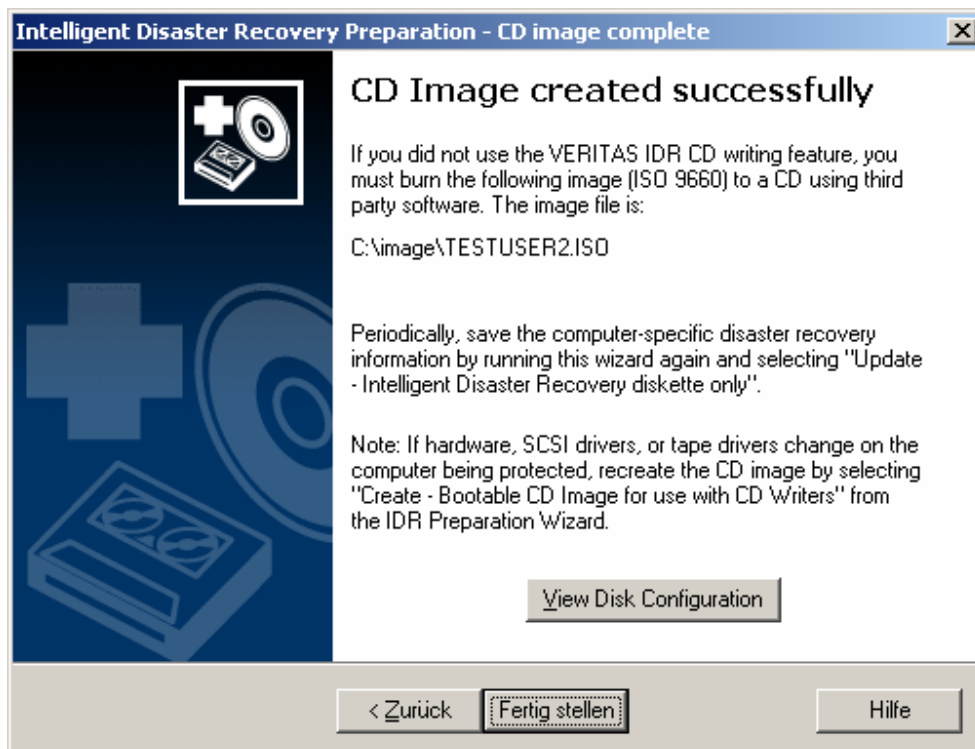 Intelligent Disaster Recovery Preparation - CD image complete
CD Image created successfully
If you did not use the VERITAS IDR CD writing feature, you
must burn the following image (ISO 9660) to a CD using third
party software. The image file is:
C:\image\TESTUSER2.ISO
Periodically, save the computer-specific disaster recovery
information by running this wizard again and selecting "Update
- Intelligent Disaster Recovery diskette only".
Note: If hardware, SCSI drivers, or tape drivers change on the
computer being protected, recreate the CD image by selecting
"Create - Bootable CD Image for use with CD Writers" from
the IDR Preparation Wizard.
View Disk Configuration
< Zurück Fertig stellen Hilfe